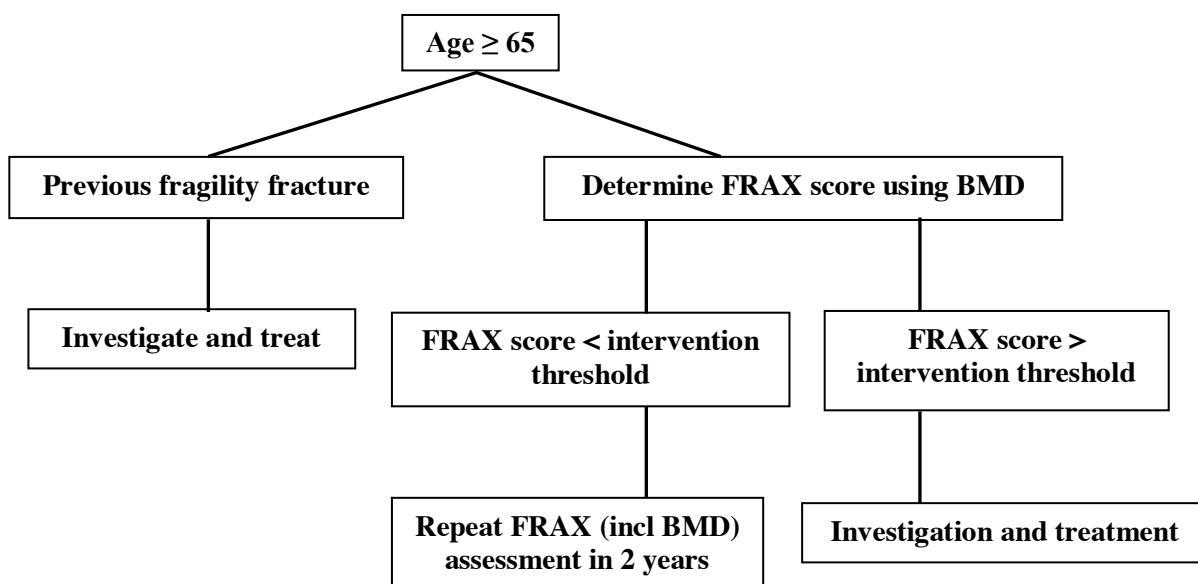 Age ≥ 65
Previous fragility fracture
Determine FRAX score using BMD
Investigate and treat
FRAX score < intervention
threshold
FRAX score >
intervention threshold
Repeat FRAX (incl BMD)
assessment in 2 years
Investigation and treatment